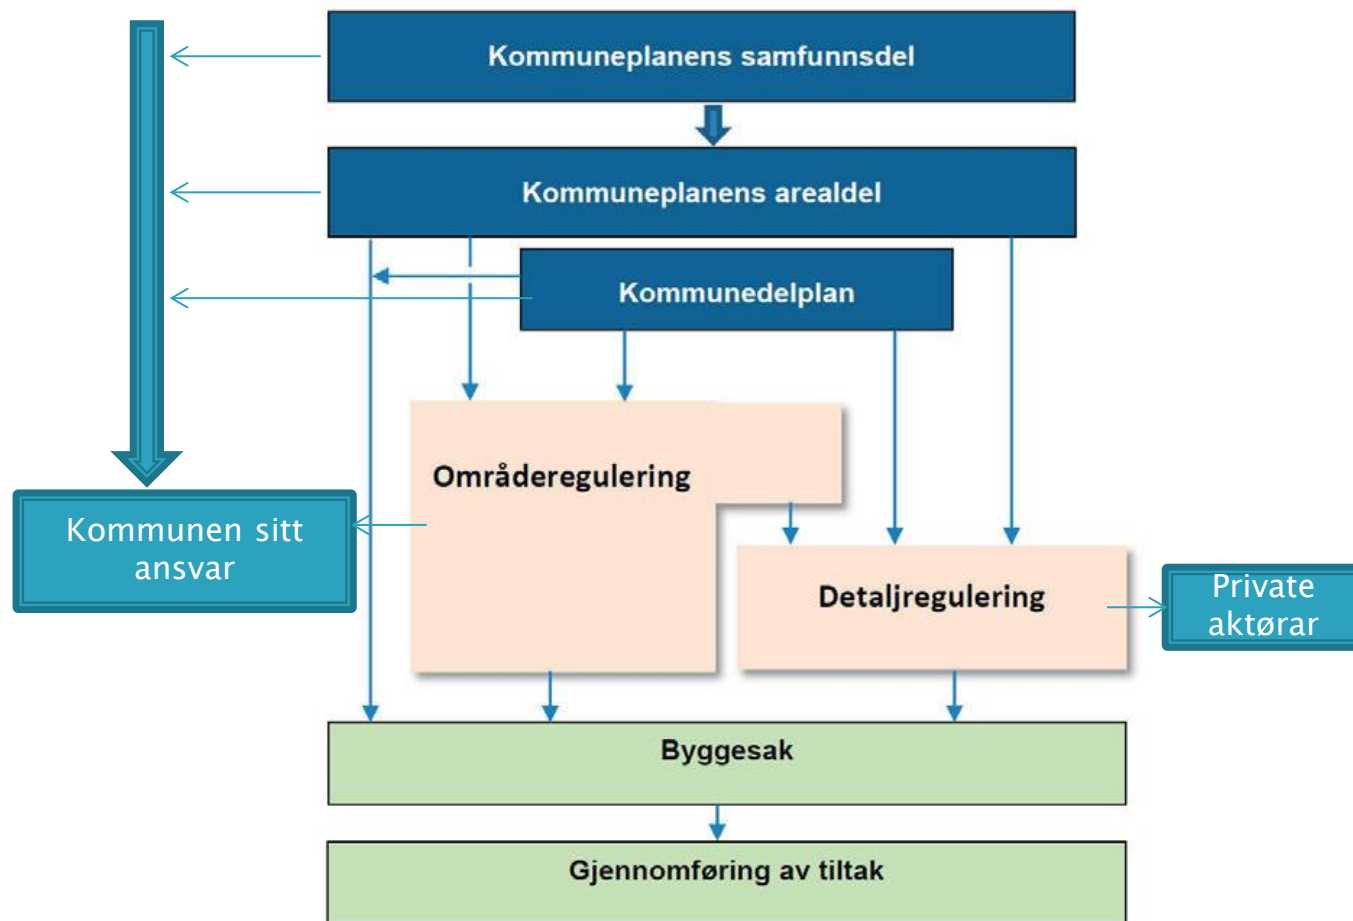 Kommuneplanens samfunnsdel
Kommuneplanens arealdel
Kommunedelplan
Områderegulering
Kommunen sitt
ansvar
Detaljregulering
Private
aktørar
Byggesak
Gjennomføring av tiltak